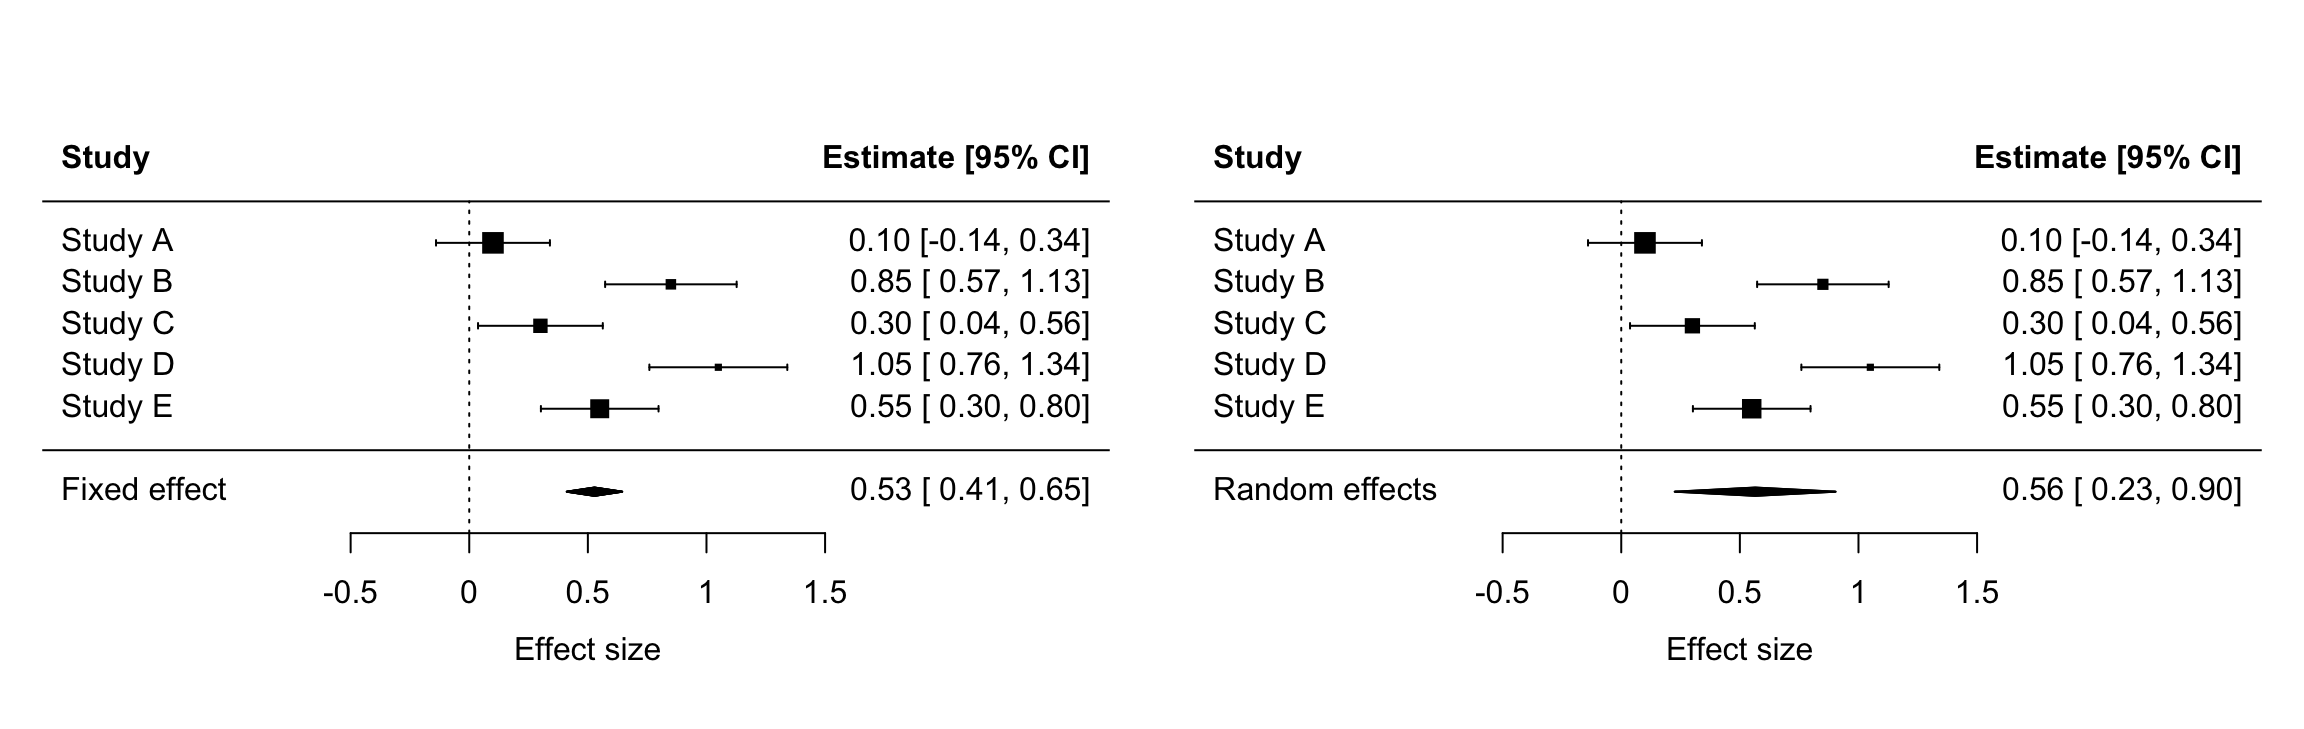 Study Estimate [95% CI]
Study A 0.10 [-0.14, 0.34]
Study B 0.85 [ 0.57, 1.13]
Study C 0.30 [ 0.04, 0.56]
Study D 1.05 [ 0.76, 1.34]
Study E 0.55 [ 0.30, 0.80]
Fixed effect 0.53 [ 0.41, 0.65]
-0.5 0 0.5 1 1.5
Effect size
Study Estimate [95% CI]
Study A 0.10 [-0.14, 0.34]
Study B 0.85 [ 0.57, 1.13]
Study C 0.30 [ 0.04, 0.56]
Study D 1.05 [ 0.76, 1.34]
Study E 0.55 [ 0.30, 0.80]
Random effects 0.56 [ 0.23, 0.90]
-0.5 0 0.5 1 1.5
Effect size